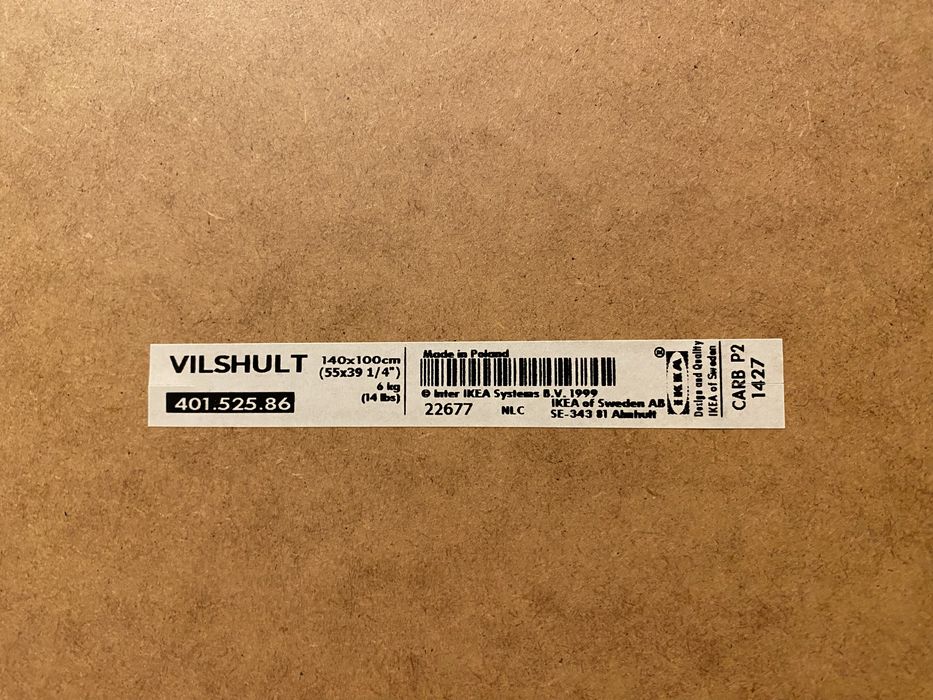 VILSHULT
401.525.86
140x100cm
(55x39 1/4")
6 kg
(14 lbs)
Made in Poland
© Inter IKEA Systems B.V. 1999
22677 NLC
IKEA of Sweden AB
SE-343 81 Almhult
®
IKEA
Design and Quality
IKEA of Sweden
CARB P2
1427